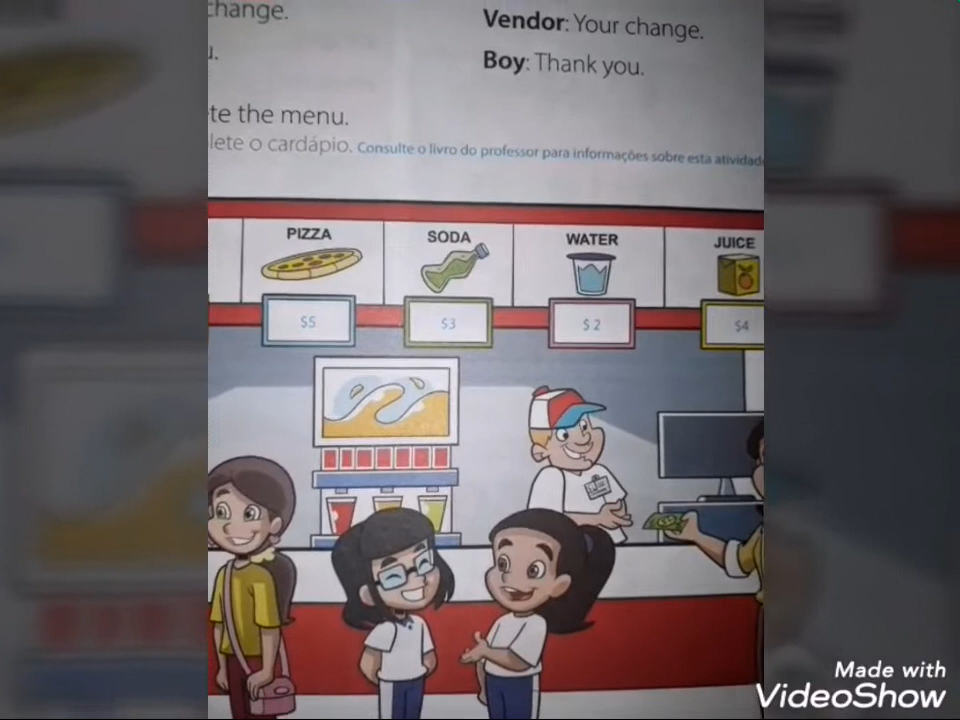 change.
Vendor: Your change.
u.
Boy: Thank you.
te the menu.
lete o cardápio. Consulte o livro do professor para informações sobre esta atividad
PIZZA
SODA
WATER
JUICE
$5
$3
$2
$4
Made with
VideoShow